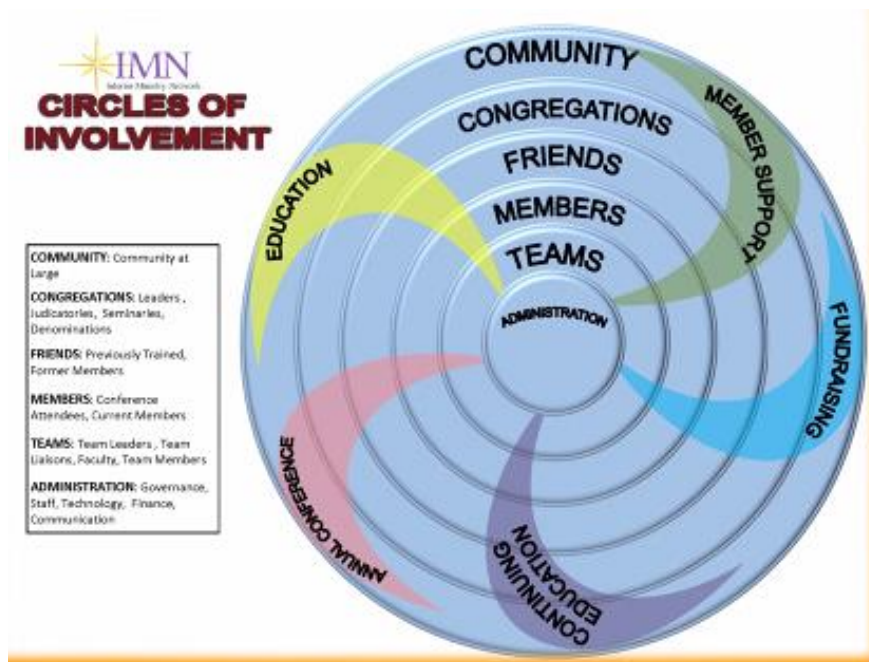 IMN
Interim Ministry Network
CIRCLES OF
INVOLVEMENT
COMMUNITY: Community at
Large
CONGREGATIONS: Leaders ,
Judicatories, Seminaries,
Denominations
FRIENDS: Previously Trained,
Former Members
MEMBERS: Conference
Attendees, Current Members
TEAMS: Team Leaders , Team
Liaisons, Faculty, Team Members
ADMINISTRATION: Governance,
Staff, Technology, Finance,
Communication
COMMUNITY
CONGREGATIONS
FRIENDS
MEMBERS
TEAMS
ADMINISTRATION
MEMBER SUPPORT
FUNDRAISING
CONTINUING
EDUCATION
ANNUAL CONFERENCE
EDUCATION